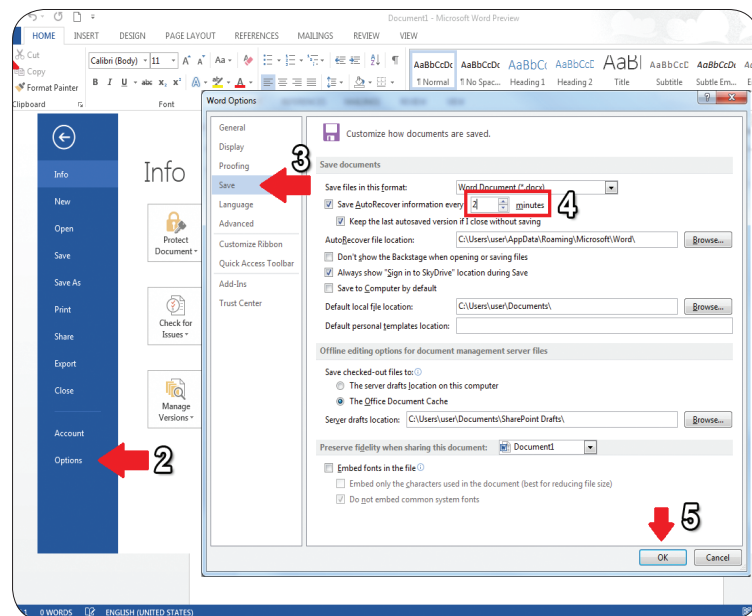 Document1 - Microsoft Word Preview
HOME INSERT DESIGN PAGE LAYOUT REFERENCES MAILINGS REVIEW VIEW
Cut
Copy
Format Painter
Clipboard
Calibri (Body) 11 A A Aa
B I U abc x, x² A A
Font
AaBbCcDc AaBbCcDc AaBbCc AaBbCcE AaBl AaBbCcE AaBbCcDc
¶ Normal ¶ No Spac... Heading 1 Heading 2 Title Subtitle Subtle Em...
Info
New
Open
Save
Save As
Print
Share
Export
Close
Account
Options
2
Info
Protect
Document
Check for
Issues
Manage
Versions
Word Options
General
Display
Proofing
Save
Language
Advanced
Customize Ribbon
Quick Access Toolbar
Add-Ins
Trust Center
3
Customize how documents are saved.
Save documents
Save files in this format: Word Document (*.docx)
Save AutoRecover information every 2 minutes
4
Keep the last autosaved version if I close without saving
AutoRecover file location: C:\Users\user\AppData\Roaming\Microsoft\Word\ Browse...
Don't show the Backstage when opening or saving files
Always show "Sign in to SkyDrive" location during Save
Save to Computer by default
Default local file location: C:\Users\user\Documents\ Browse...
Default personal templates location:
Offline editing options for document management server files
Save checked-out files to:
The server drafts location on this computer
The Office Document Cache
Server drafts location: C:\Users\user\Documents\SharePoint Drafts\ Browse...
Preserve fidelity when sharing this document: Document1
Embed fonts in the file
Embed only the characters used in the document (best for reducing file size)
Do not embed common system fonts
5
OK Cancel
0 WORDS ENGLISH (UNITED STATES)